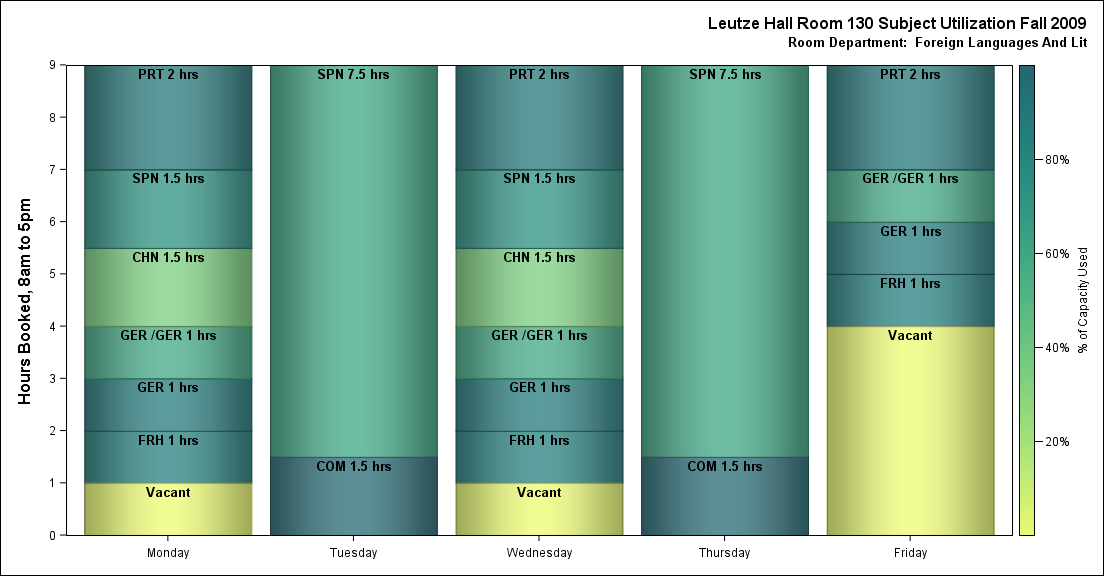 Leutze Hall Room 130 Subject Utilization Fall 2009
Room Department:  Foreign Languages And Lit
Hours Booked, 8am to 5pm
9
8
7
6
5
4
3
2
1
0
PRT 2 hrs
SPN 1.5 hrs
CHN 1.5 hrs
GER /GER 1 hrs
GER 1 hrs
FRH 1 hrs
Vacant
Monday
SPN 7.5 hrs
COM 1.5 hrs
Tuesday
PRT 2 hrs
SPN 1.5 hrs
CHN 1.5 hrs
GER /GER 1 hrs
GER 1 hrs
FRH 1 hrs
Vacant
Wednesday
SPN 7.5 hrs
COM 1.5 hrs
Thursday
PRT 2 hrs
GER /GER 1 hrs
GER 1 hrs
FRH 1 hrs
Vacant
Friday
80%
60%
40%
20%
% of Capacity Used